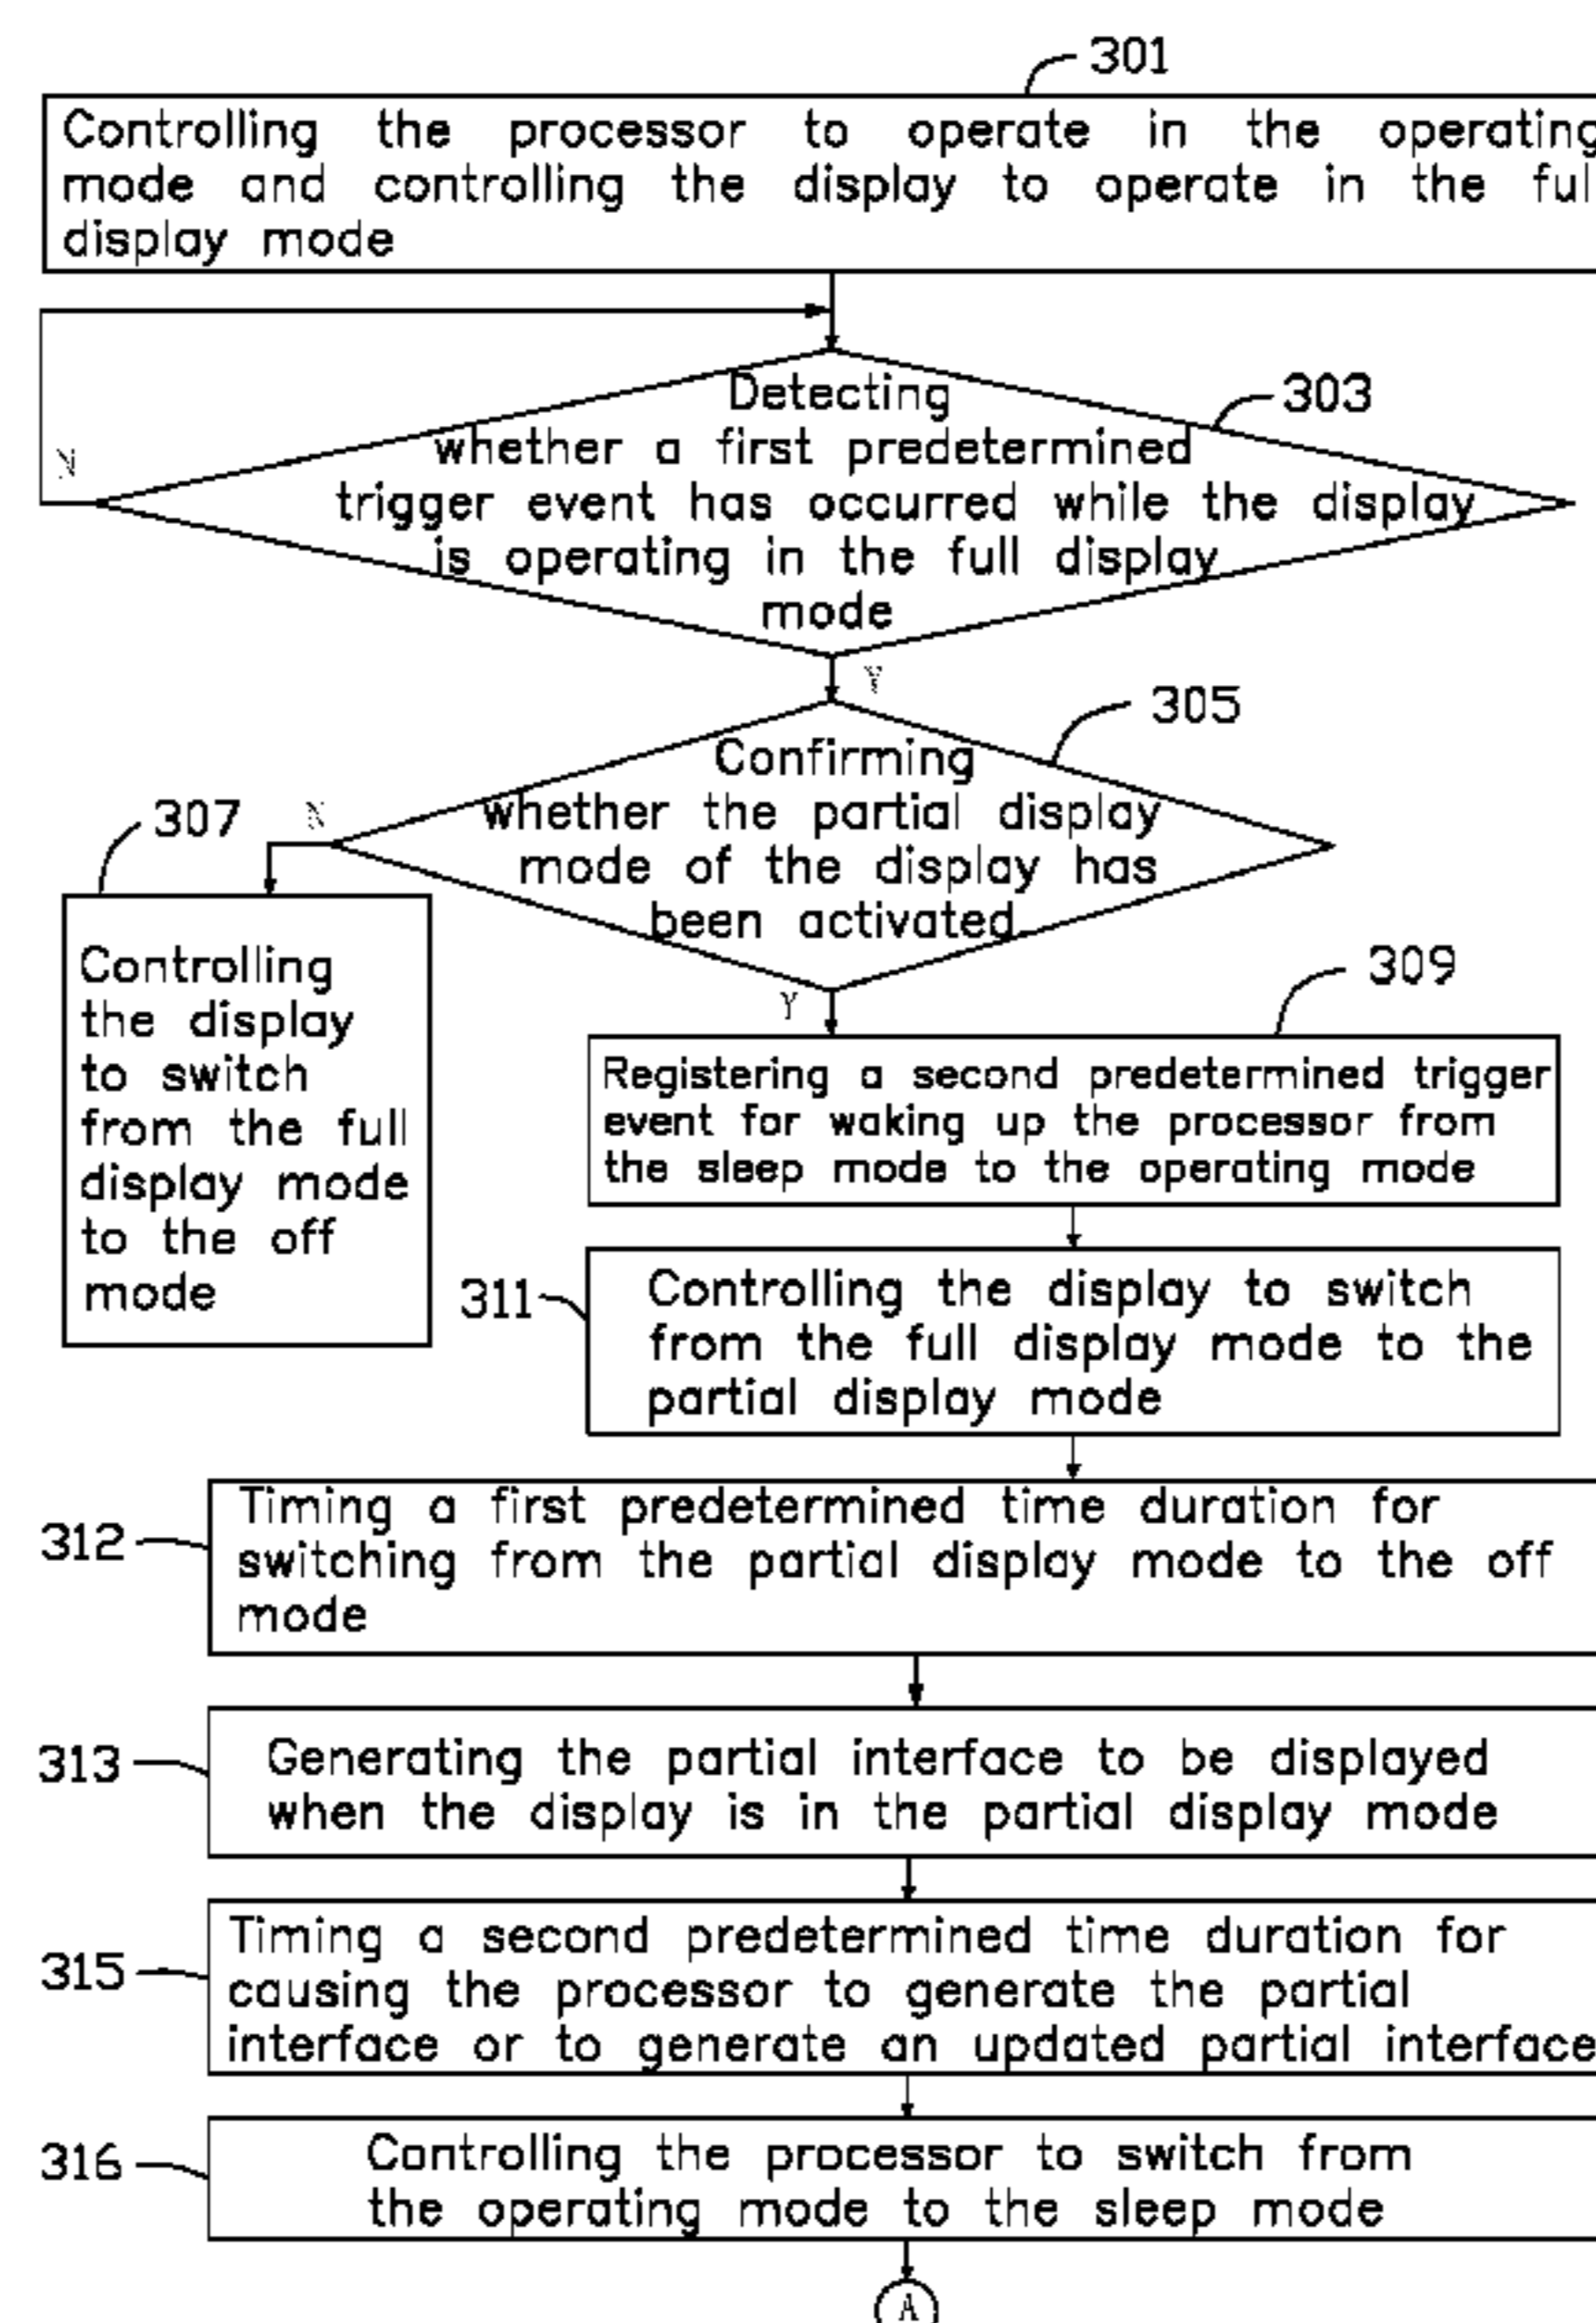 301
Controlling the processor to operate in the operating
mode and controlling the display to operate in the ful
display mode
303
Detecting
whether a first predetermined
trigger event has occurred while the display
is operating in the full display
mode
N
Y
305
Confirming
whether the partial display
mode of the display has
been activated
N
307
Controlling
the display
to switch
from the full
display mode
to the off
mode
Y
309
Registering a second predetermined trigger
event for waking up the processor from
the sleep mode to the operating mode
311
Controlling the display to switch
from the full display mode to the
partial display mode
312
Timing a first predetermined time duration for
switching from the partial display mode to the off
mode
313
Generating the partial interface to be displayed
when the display is in the partial display mode
315
Timing a second predetermined time duration for
causing the processor to generate the partial
interface or to generate an updated partial interface
316
Controlling the processor to switch from
the operating mode to the sleep mode
A